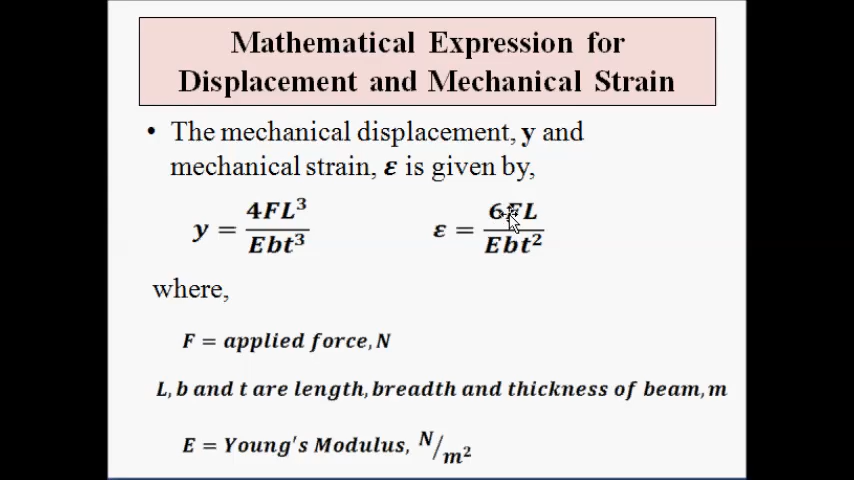 Mathematical Expression for
Displacement and Mechanical Strain
• The mechanical displacement, y and
mechanical strain, ε is given by,
y = 4FL³/Ebt³ ε = 6FL/Ebt²
where,
F = applied force, N
L, b and t are length, breadth and thickness of beam, m
E = Young's Modulus, N/m²